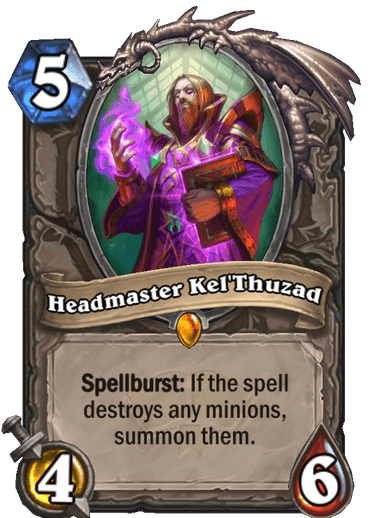 5
Headmaster Kel'Thuzad
Spellburst: If the spell
destroys any minions,
summon them.
4
6